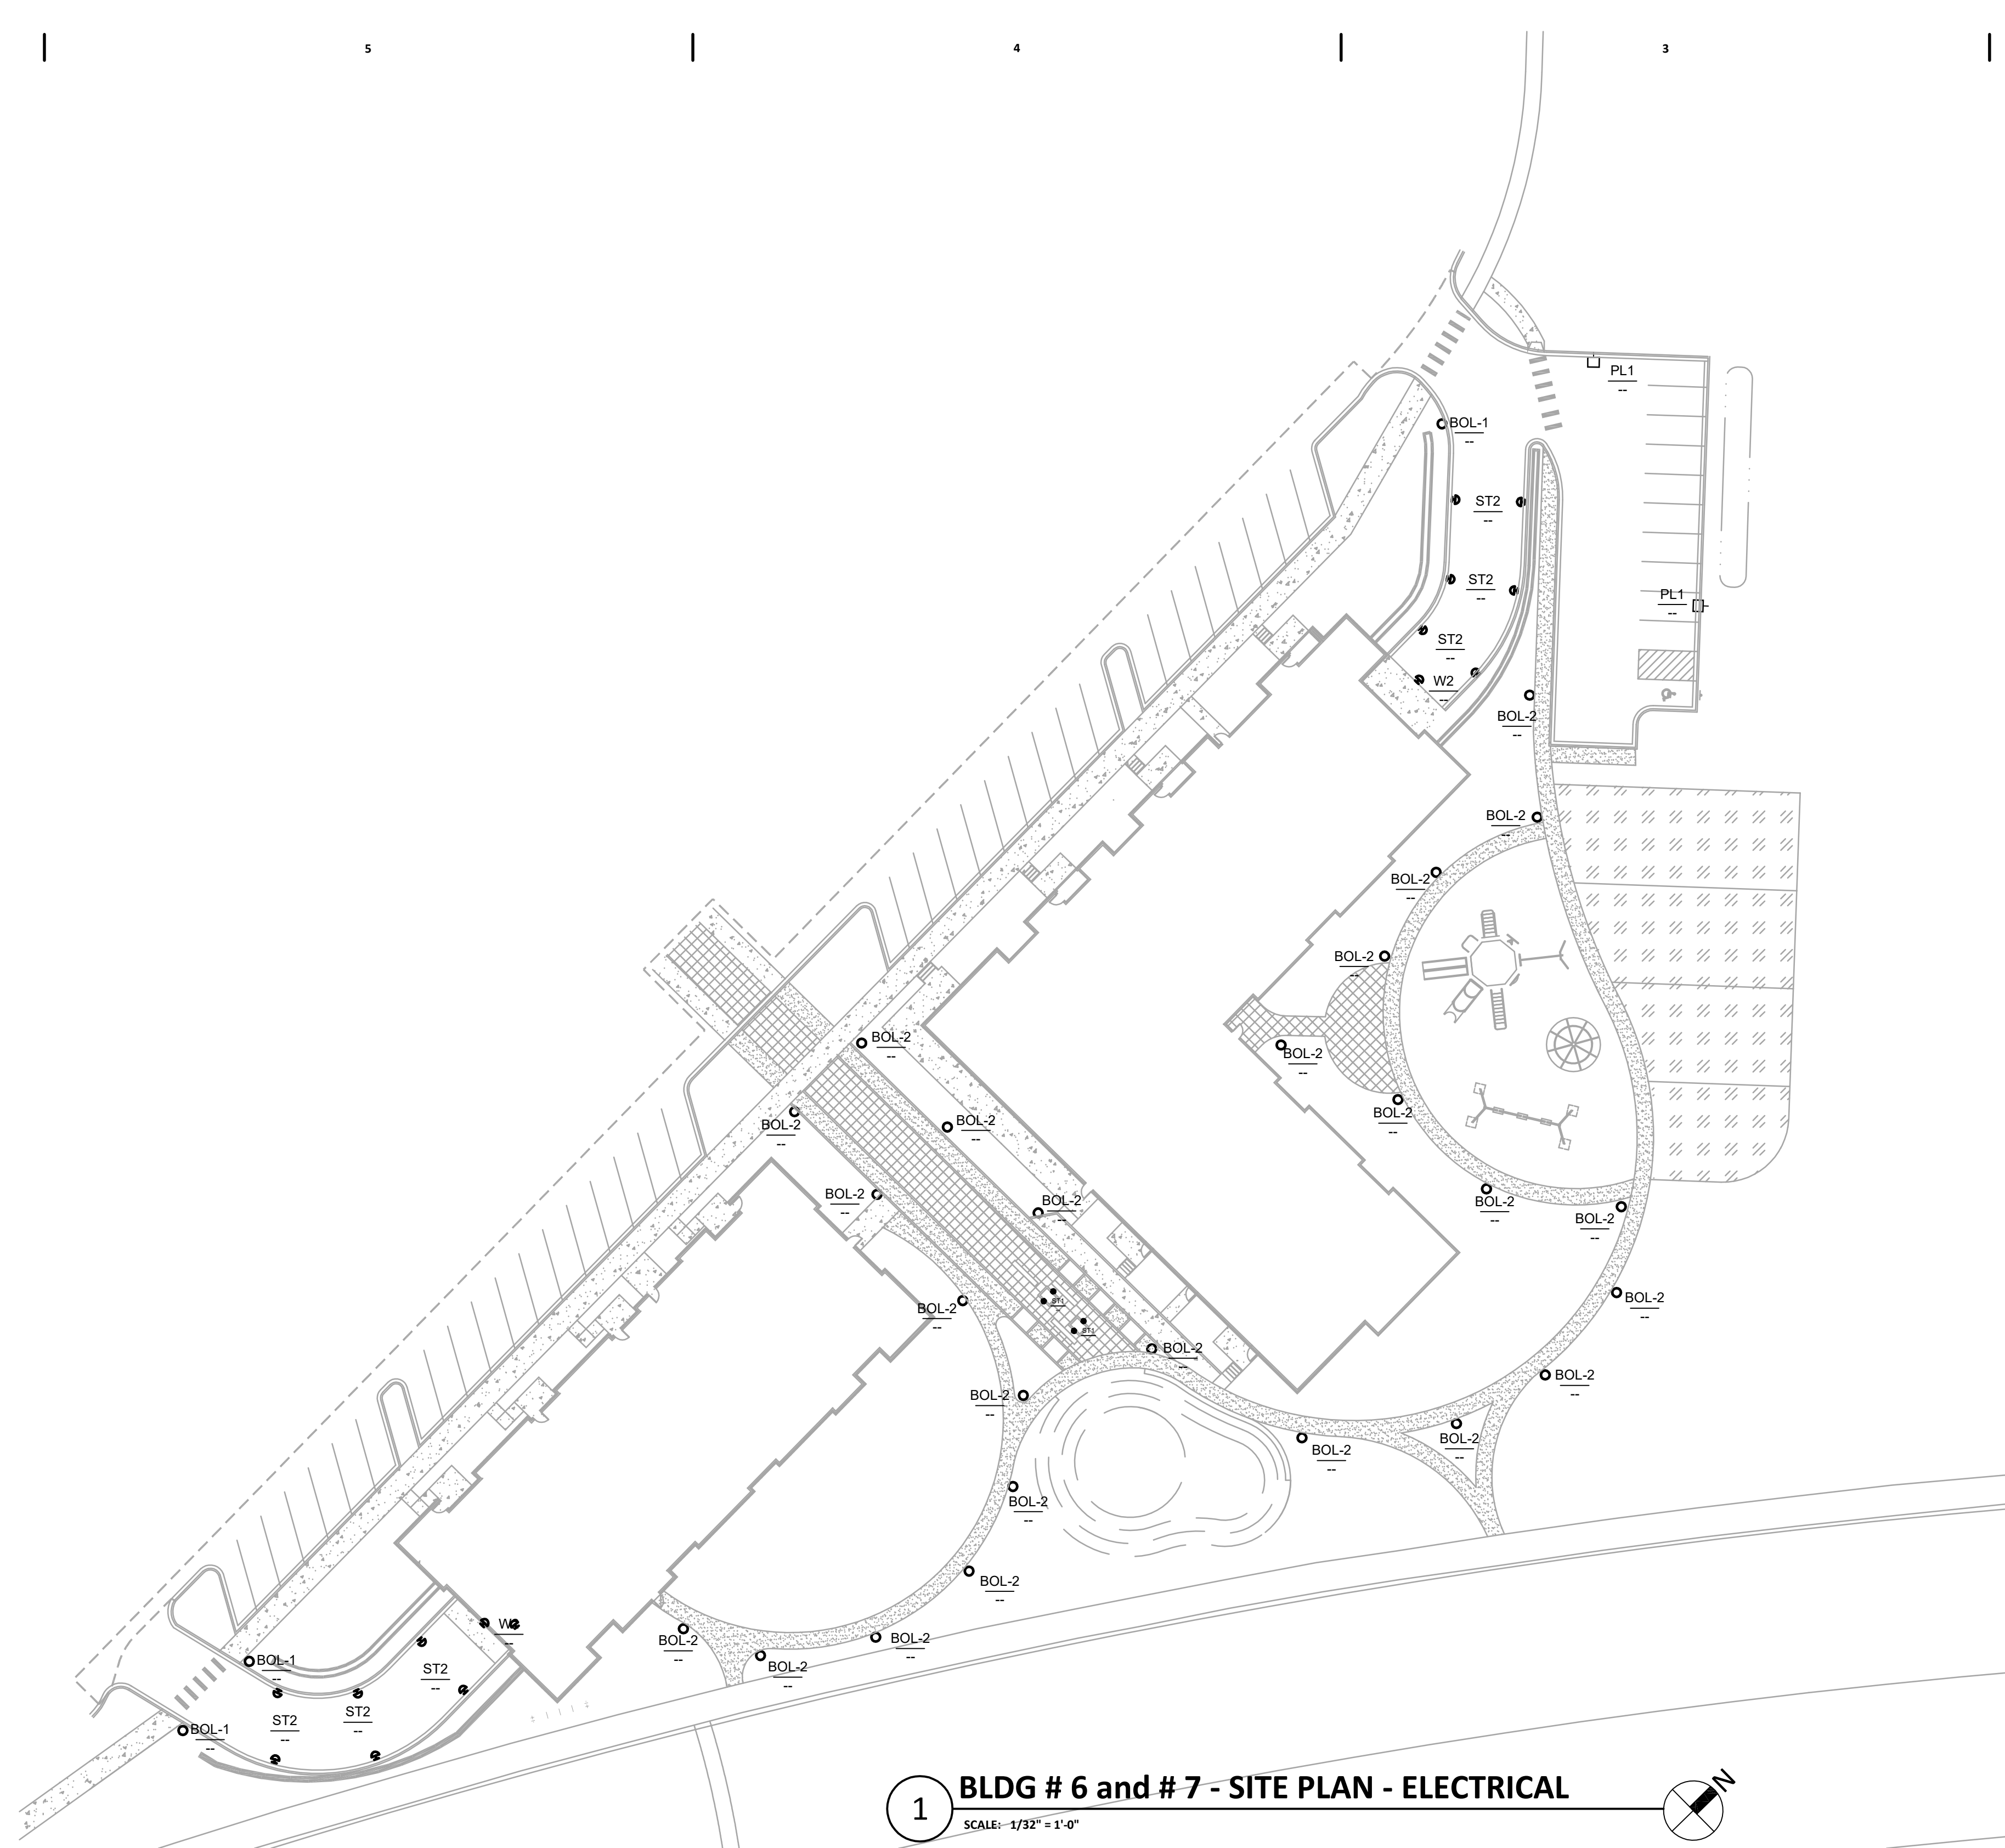 5
4
3
PL1
--
BOL-1
--
ST2
--
ST2
--
PL1
--
ST2
--
W2
--
BOL-2
--
BOL-2
--
BOL-2
--
BOL-2
--
BOL-2
--
BOL-2
--
BOL-2
--
BOL-2
--
BOL-2
--
BOL-2
--
BOL-2
--
BOL-2
--
BOL-2
--
ST1
BOL-2
--
BOL-2
--
ST1
BOL-2
--
BOL-2
--
BOL-2
--
BOL-2
--
BOL-2
--
BOL-2
--
BOL-2
--
BOL-2
--
BOL-2
--
BOL-2
--
--
BOL-1
--
ST2
--
ST2
--
ST2
--
BOL-1
--
1
BLDG # 6 and # 7 - SITE PLAN - ELECTRICAL
SCALE: 1/32" = 1'-0"
N